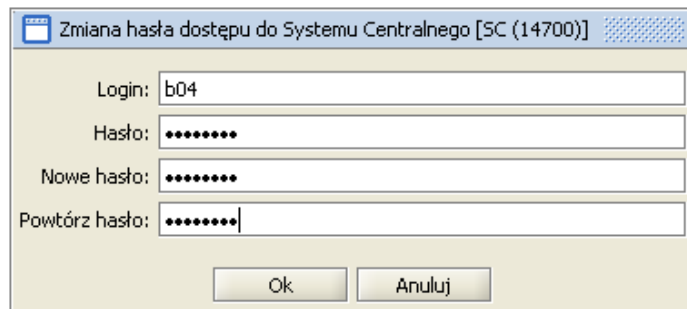 Zmiana hasła dostępu do Systemu Centralnego [SC (14700)]
Login: b04
Hasło: ••••••••
Nowe hasło: ••••••••
Powtórz hasło: ••••••••
Ok Anuluj